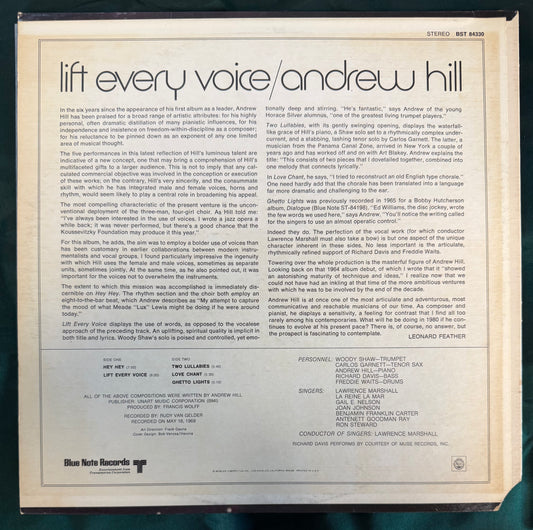 STEREO BST 84330
lift every voice/andrew hill
In the six years since the appearance of his first album as a leader, Andrew
Hill has been praised for a broad range of artistic attributes: for his highly
personal, often dramatic distillation of many pianistic influences, for his
independence and insistence on freedom-within-discipline as a composer;
for his reluctance to be pinned down as an exponent of any one limited
area of musical thought.
The live performances in this latest reflection of Hill's luminous talent are
indicative of a new concept, one that may bring a comprehension of Hill's
multifaceted gifts to a larger audience. This is not to imply that any cal-
culated commercial objective was involved in the conception or execution
of these works; on the contrary, Hill's very sincerity, and the consummate
skill with which he has integrated male and female voices, horns and
rhythm, would seem likely to play a central role in broadening his appeal.
The most compelling characteristic of the present venture is the uncon-
ventional deployment of the three-man, four-girl choir. As Hill told me:
"I've always been interested in the use of voices. I wrote a jazz opera a
while back; it was never performed, but there's a good chance that the
Koussevitzky Foundation may produce it this year."
For this album, he adds, the aim was to employ a bolder use of voices than
has been customary in earlier collaborations between modern instru-
mentalists and vocal groups. I found particularly impressive the ingenuity
with which Hill uses the female and male voices, sometimes as separate
units, sometimes jointly. At the same time, as he also pointed out, it was
important for the voices not to overwhelm the instruments.
The extent to which this mission was accomplished is immediately dis-
cernible on Hey Hey. The rhythm section and the choir both employ an
eight-to-the-bar beat, which Andrew describes as "My attempt to capture
the mood of what Meade "Lux" Lewis might be doing if he were around
today."
Lift Every Voice displays the use of words, as opposed to the vocalese
approach of the preceding track. An uplifting, spiritual quality is implicit in
both title and lyrics. Woody Shaw's solo is poised and controlled, yet emo-
tionally deep and stirring. "He's fantastic," says Andrew of the young
Horace Silver alumnus, "one of the greatest living trumpet players."
Two Lullabies, with its engaging swinging opening, displays the waterfall-
like grace of Hill's piano, a Shaw solo set to a rhythmically complex under-
current, and a stabbing, lashing tenor solo by Carlos Garnett. The latter, a
musician from the Panama Canal Zone, arrived in New York a couple of
years ago and has worked off and on with Art Blakey. Andrew explains the
title: "This consists of two pieces that I dovetailed together, combined into
one melody that connects lyrically."
In Love Chant, he says, "I tried to reconstruct an old English type chorale."
One need hardly add that the chorale has been translated into a language
far more dramatic and challenging to the ear.
Ghetto Lights was previously recorded in 1965 for a Bobby Hutcherson
album, Dialogue (Blue Note ST-84198). "Ed Williams, the disc jockey, wrote
the few words we used here," says Andrew, "You'll notice the writing called
for the singers to use an almost operatic control."
Indeed they do. The perfection of the vocal work (for which conductor
Lawrence Marshall must also take a bow) is but one aspect of the unique
character inherent in these sides. No less important is the articulate,
rhythmically refined support of Richard Davis and Freddie Waits.
Towering over the whole production is the masterful figure of Andrew Hill.
Looking back on that 1964 debut album, of which I wrote that it "showed
an astonishing maturity of technique and ideas," I realize now that we
could not have had an inkling at that time of the more ambitious ventures
with which he was to be involved by the end of the decade.
Andrew Hill is at once one of the most articulate and adventurous, most
communicative and reachable musicians of our time. As composer and
pianist, he displays a sensitivity, a feeling for contrast that I find all too
rarely among his contemporaries. What will he be doing in 1980 if he con-
tinues to evolve at his present pace? There is, of course, no answer, but
the prospect is fascinating to contemplate.
LEONARD FEATHER
SIDE ONE
HEY HEY
LIFT EVERY VOICE
SIDE TWO
TWO LULLABIES
LOVE CHANT
GHETTO LIGHTS
ALL OF THE ABOVE COMPOSITIONS WERE WRITTEN BY ANDREW HILL
PUBLISHER: UNART MUSIC CORPORATION (BMI)
PRODUCED BY: FRANCIS WOLFF
RECORDED BY: RUDY VAN GELDER
RECORDED ON MAY 16, 1969
Art Direction: Frank Gauna
Cover Design: Bob Venosa/Havona
PERSONNEL: WOODY SHAW—TRUMPET
CARLOS GARNETT—TENOR SAX
ANDREW HILL—PIANO
RICHARD DAVIS—BASS
FREDDIE WAITS—DRUMS
SINGERS: LAWRENCE MARSHALL
LA REINE LA MAR
GAIL E. NELSON
JOAN JOHNSON
BENJAMIN FRANKLIN CARTER
ANTENETT GOODMAN RAY
RON STEWARD
CONDUCTOR OF SINGERS: LAWRENCE MARSHALL
RICHARD DAVIS PERFORMS BY COURTESY OF MUSE RECORDS, INC.
Blue Note Records
Entertainment from
Transamerica Corporation